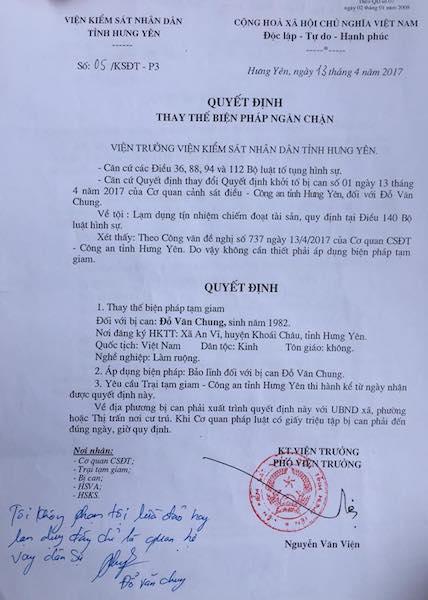 Theo QĐ số 07
ngày 02 tháng 01 năm 2008
VIỆN KIỂM SÁT NHÂN DÂN
TỈNH HƯNG YÊN
------
CỘNG HOÀ XÃ HỘI CHỦ NGHĨA VIỆT NAM
Độc lập - Tự do - Hạnh phúc
-----*-----
Số: 05 /KSĐT - P3
Hưng Yên, ngày 13 tháng 4 năm 2017
QUYẾT ĐỊNH
THAY THẾ BIỆN PHÁP NGĂN CHẶN
VIỆN TRƯỞNG VIỆN KIỂM SÁT NHÂN DÂN TỈNH HƯNG YÊN.
- Căn cứ các Điều 36, 88, 94 và 112 Bộ luật tố tụng hình sự.
- Căn cứ Quyết định thay đổi Quyết định khởi tố bị can số 01 ngày 13 tháng
4 năm 2017 của Cơ quan cảnh sát điều - Công an tỉnh Hưng Yên, đối với Đỗ Văn
Chung.
Về tội : Lạm dụng tín nhiệm chiếm đoạt tài sản, quy định tại Điều 140 Bộ
luật hình sự.
Xét thấy: Theo Công văn đề nghị số 737 ngày 13/4/2017 của Cơ quan CSĐT
- Công an tỉnh Hưng Yên. Do vậy không cần thiết phải áp dụng biện pháp tạm
giam.
QUYẾT ĐỊNH
1. Thay thế biện pháp tạm giam
Đối với bị can: Đỗ Văn Chung, sinh năm 1982.
Nơi đăng ký HKTT: Xã An Vĩ, huyện Khoái Châu, tỉnh Hưng Yên.
Quốc tịch: Việt Nam Dân tộc: Kinh Tôn giáo: không.
Nghề nghiệp: Làm ruộng.
2. Áp dụng biện pháp: Bảo lĩnh đối với bị can Đỗ Văn Chung.
3. Yêu cầu Trại tạm giam - Công an tỉnh Hưng Yên thi hành kể từ ngày nhận
được quyết định này.
Về địa phương bị can phải xuất trình quyết định này với UBND xã, phường
hoặc Thị trấn nơi cư trú. Khi Cơ quan pháp luật có giấy triệu tập bị can phải đến
đúng ngày, giờ quy định.
Nơi nhận:
- Cơ quan CSĐT;
- Trại tạm giam;
- Bị can;
- HSVA;
- HSKS.
KT.VIỆN TRƯỞNG
PHÓ VIỆN TRƯỞNG
Nguyễn Văn Viện
Tôi không phạm tội lừa đảo hay
lạm dụng đây chỉ là quan hệ
vay dân sự
Đỗ văn chung